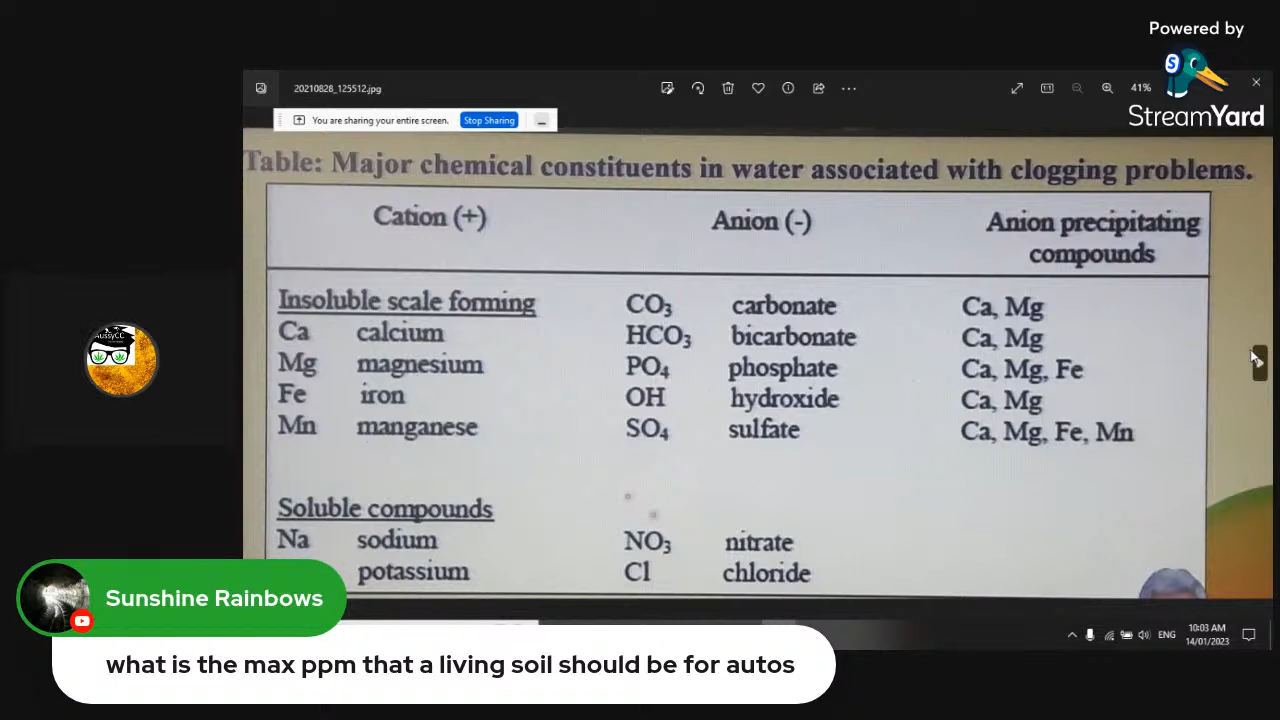 Powered by
S
StreamYard
20210828_125512.jpg
41%
You are sharing your entire screen.
Stop Sharing
Table: Major chemical constituents in water associated with clogging problems.
Cation (+) Anion (-) Anion precipitating
compounds
Insoluble scale forming CO3 carbonate Ca, Mg
Ca calcium HCO3 bicarbonate Ca, Mg
Mg magnesium PO4 phosphate Ca, Mg, Fe
Fe iron OH hydroxide Ca, Mg
Mn manganese SO4 sulfate Ca, Mg, Fe, Mn
Soluble compounds
Na sodium NO3 nitrate
potassium Cl chloride
AussyCC
Sunshine Rainbows
what is the max ppm that a living soil should be for autos
ENG
10:03 AM
14/01/2023